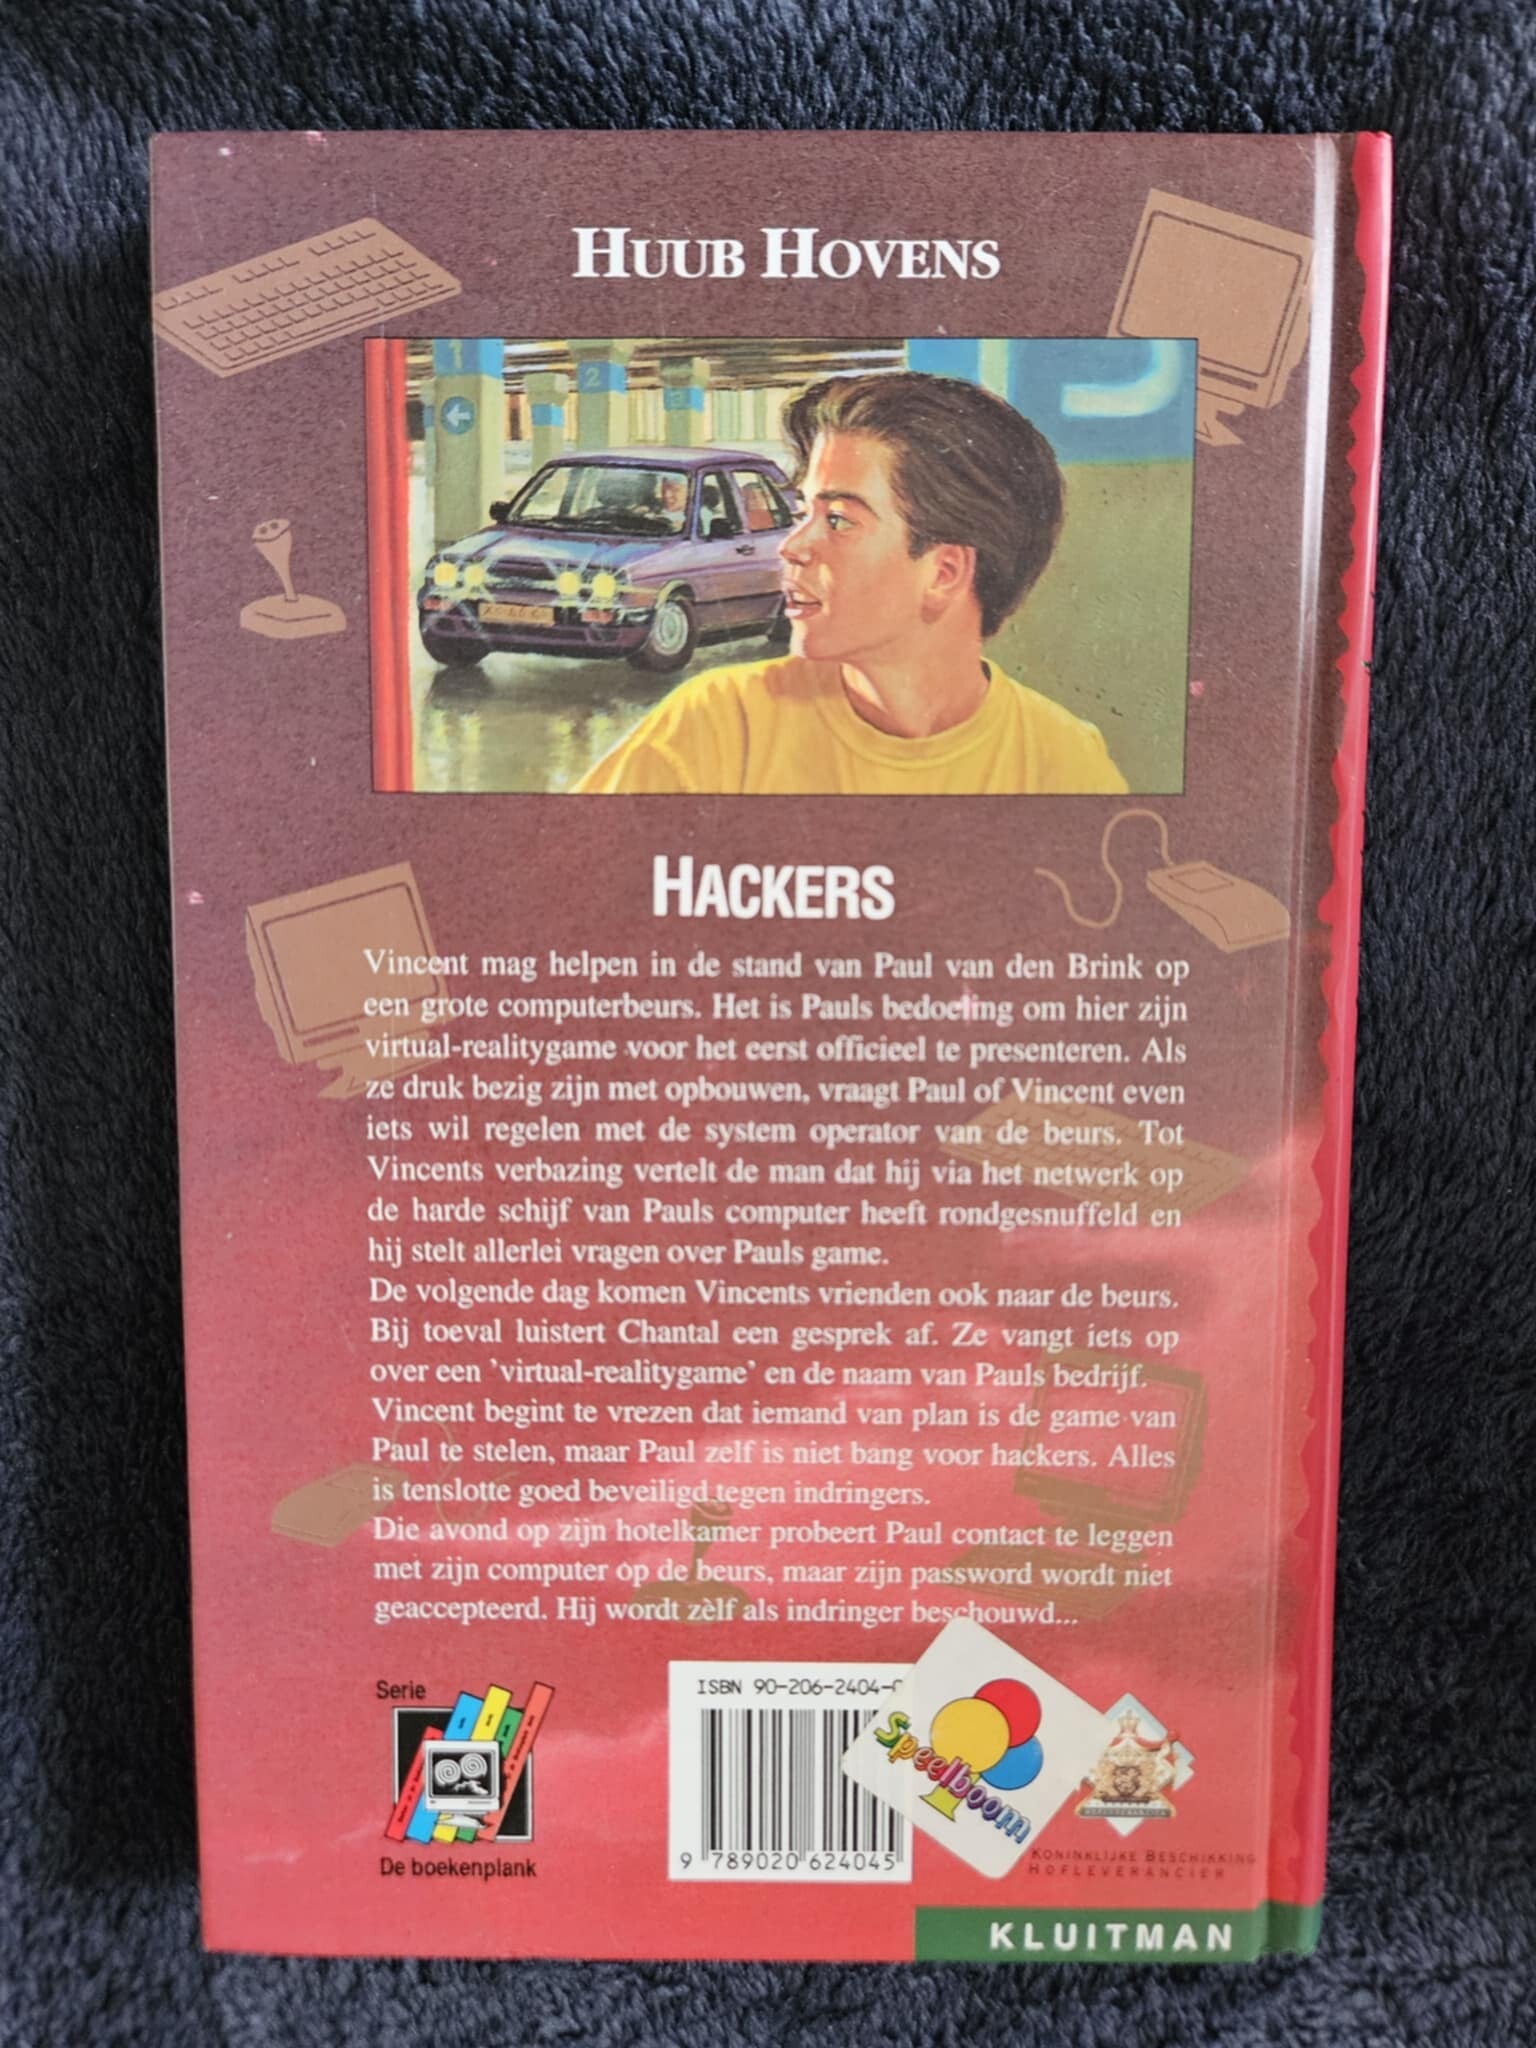 HUUB HOVENS
1
2
HACKERS
Vincent mag helpen in de stand van Paul van den Brink op
een grote computerbeurs. Het is Pauls bedoeling om hier zijn
virtual-realitygame voor het eerst officieel te presenteren. Als
ze druk bezig zijn met opbouwen, vraagt Paul of Vincent even
iets wil regelen met de system operator van de beurs. Tot
Vincents verbazing vertelt de man dat hij via het netwerk op
de harde schijf van Pauls computer heeft rondgesnuffeld en
hij stelt allerlei vragen over Pauls game.
De volgende dag komen Vincents vrienden ook naar de beurs.
Bij toeval luistert Chantal een gesprek af. Ze vangt iets op
over een 'virtual-realitygame' en de naam van Pauls bedrijf.
Vincent begint te vrezen dat iemand van plan is de game van
Paul te stelen, maar Paul zelf is niet bang voor hackers. Alles
is tenslotte goed beveiligd tegen indringers.
Die avond op zijn hotelkamer probeert Paul contact te leggen
met zijn computer op de beurs, maar zijn password wordt niet
geaccepteerd. Hij wordt zèlf als indringer beschouwd...
Serie
De boekenplank
ISBN 90-206-2404-
9 789020 624045
Speelboom
HOFLEVERANCIER
KONINKLIJKE BESCHIKKING
HOFLEVERANCIER
KLUITMAN